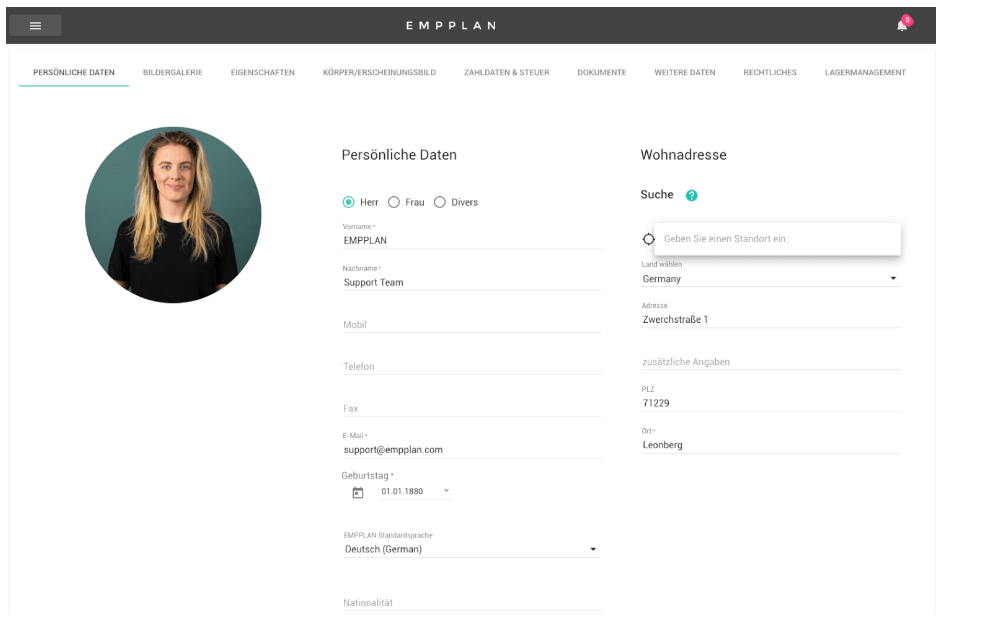 EMPPLAN
0
PERSÖNLICHE DATEN
BILDERGALERIE
EIGENSCHAFTEN
KÖRPER/ERSCHEINUNGSBILD
ZAHLDATEN & STEUER
DOKUMENTE
WEITERE DATEN
RECHTLICHES
LAGERMANAGEMENT
Persönliche Daten
Herr Frau Divers
Vorname *
EMPPLAN
Nachname *
Support Team
Mobil
Telefon
Fax
E-Mail *
support@empplan.com
Geburtstag *
01.01.1880
EMPPLAN Standardsprache
Deutsch (German)
Nationalität
Wohnadresse
Suche ?
Geben Sie einen Standort ein.
Land wählen
Germany
Adresse
Zwerchstraße 1
zusätzliche Angaben
PLZ
71229
Ort *
Leonberg